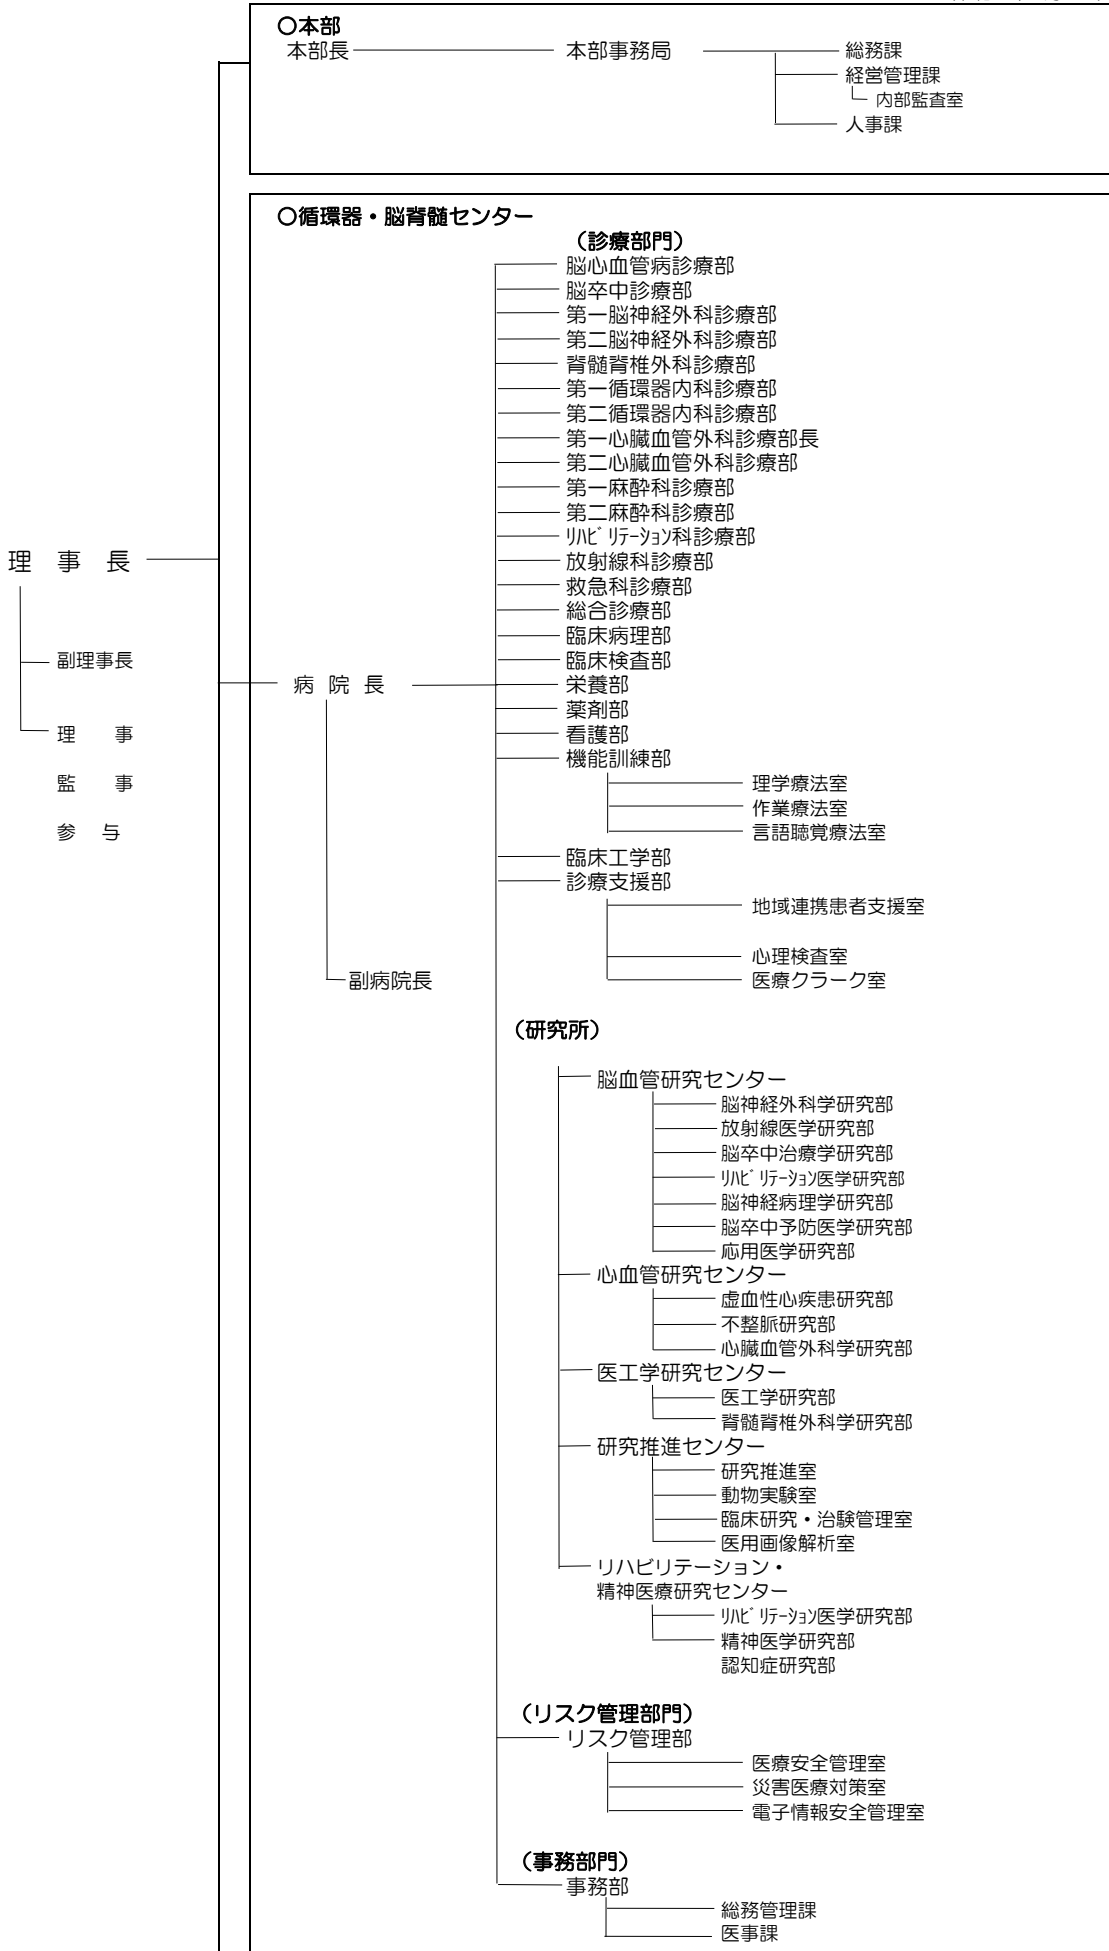 〇本部
本部長 本部事務局 総務課
経営管理課
内部監査室
人事課
〇循環器・脳脊髄センター
(診療部門)
脳心血管病診療部
脳卒中診療部
第一脳神経外科診療部
第二脳神経外科診療部
脊髄脊椎外科診療部
第一循環器内科診療部
第二循環器内科診療部
第一心臓血管外科診療部長
第二心臓血管外科診療部
第一麻酔科診療部
第二麻酔科診療部
ﾘﾊﾋﾞﾘﾃｰｼｮﾝ科診療部
理 事 長
放射線科診療部
救急科診療部
総合診療部
臨床病理部
副理事長
臨床検査部
病 院 長
栄養部
薬剤部
理 事
看護部
機能訓練部
監 事
理学療法室
作業療法室
参 与
言語聴覚療法室
臨床工学部
診療支援部
地域連携患者支援室
心理検査室
副病院長
医療クラーク室
(研究所)
脳血管研究センター
脳神経外科学研究部
放射線医学研究部
脳卒中治療学研究部
ﾘﾊﾋﾞﾘﾃｰｼｮﾝ医学研究部
脳神経病理学研究部
脳卒中予防医学研究部
応用医学研究部
心血管研究センター
虚血性心疾患研究部
不整脈研究部
心臓血管外科学研究部
医工学研究センター
医工学研究部
脊髄脊椎外科学研究部
研究推進センター
研究推進室
動物実験室
臨床研究・治験管理室
医用画像解析室
リハビリテーション・
精神医療研究センター
ﾘﾊﾋﾞﾘﾃｰｼｮﾝ医学研究部
精神医学研究部
認知症研究部
(リスク管理部門)
リスク管理部
医療安全管理室
災害医療対策室
電子情報安全管理室
(事務部門)
事務部
総務管理課
医事課